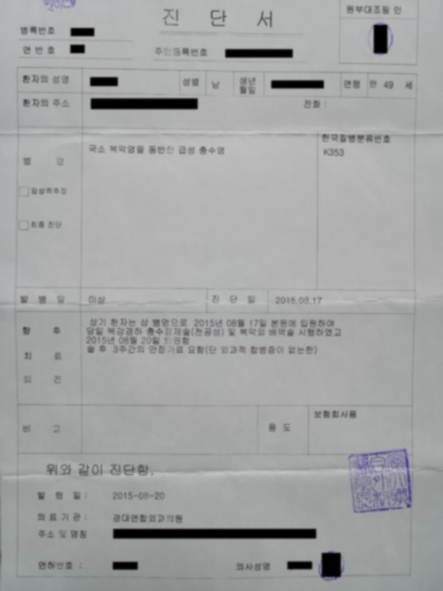 진 단 서
원부대조필 인
병록번호
연 번 호
주민등록번호
환자의 성명
성별 남
생년
월일
연령 만 49 세
환자의 주소
전화 :
병 명
국소 복막염을 동반한 급성 충수염
한국질병분류번호
K353
임상적추정
최종 진단
발 병 일 미상
진 단 일 2015.08.17
향 후
치 료
의 견
상기 환자는 상 병명으로 2015년 08월 17일 본원에 입원하여
당일 복강경하 충수절제술(천공성) 및 복막외 배액술 시행하였고
2015년 08월 20일 퇴원함
술 후 3주간의 안정가료 요함(단 외과적 합병증이 없는한)
비 고
용 도
보험회사용
위와 같이 진단함.
발 행 일 : 2015-08-20
의료기관 : 경대연합외과의원
주소 및 명칭
면허번호 :
의사성명